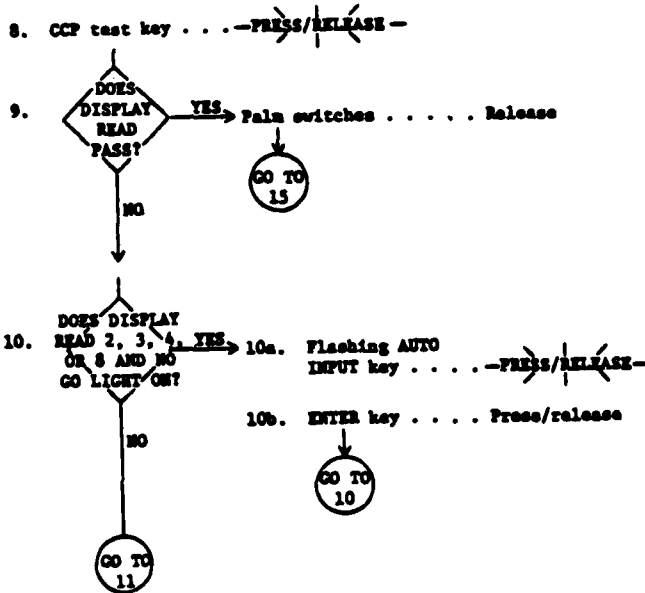 8. CCP test key . . . —PRESS/RELEASE —
9. DOES
DISPLAY
READ
PASS?
YES
Palm switches . . . . . Release
GO TO
15
NO
10. DOES DISPLAY
READ 2, 3, 4,
OR 8 AND NO
GO LIGHT ON?
YES
10a. Flashing AUTO
INPUT key . . . . —PRESS/RELEASE—
10b. ENTER key . . . . Press/release
GO TO
10
NO
GO TO
11